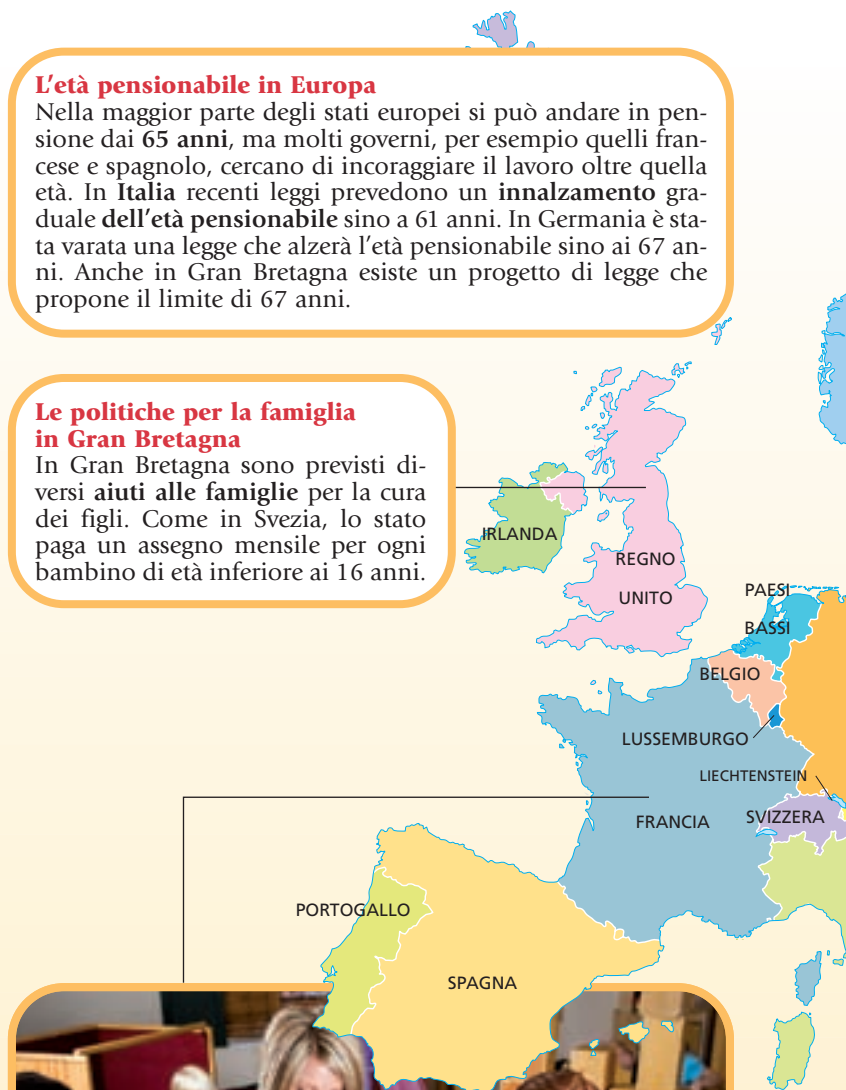 L'età pensionabile in Europa
Nella maggior parte degli stati europei si può andare in pen-
sione dai 65 anni, ma molti governi, per esempio quelli fran-
cese e spagnolo, cercano di incoraggiare il lavoro oltre quella
età. In Italia recenti leggi prevedono un innalzamento gra-
duale dell'età pensionabile sino a 61 anni. In Germania è sta-
ta varata una legge che alzerà l'età pensionabile sino ai 67 an-
ni. Anche in Gran Bretagna esiste un progetto di legge che
propone il limite di 67 anni.
Le politiche per la famiglia
in Gran Bretagna
In Gran Bretagna sono previsti di-
versi aiuti alle famiglie per la cura
dei figli. Come in Svezia, lo stato
paga un assegno mensile per ogni
bambino di età inferiore ai 16 anni.
IRLANDA
REGNO
UNITO
PAESI
BASSI
BELGIO
LUSSEMBURGO
LIECHTENSTEIN
FRANCIA
SVIZZERA
PORTOGALLO
SPAGNA